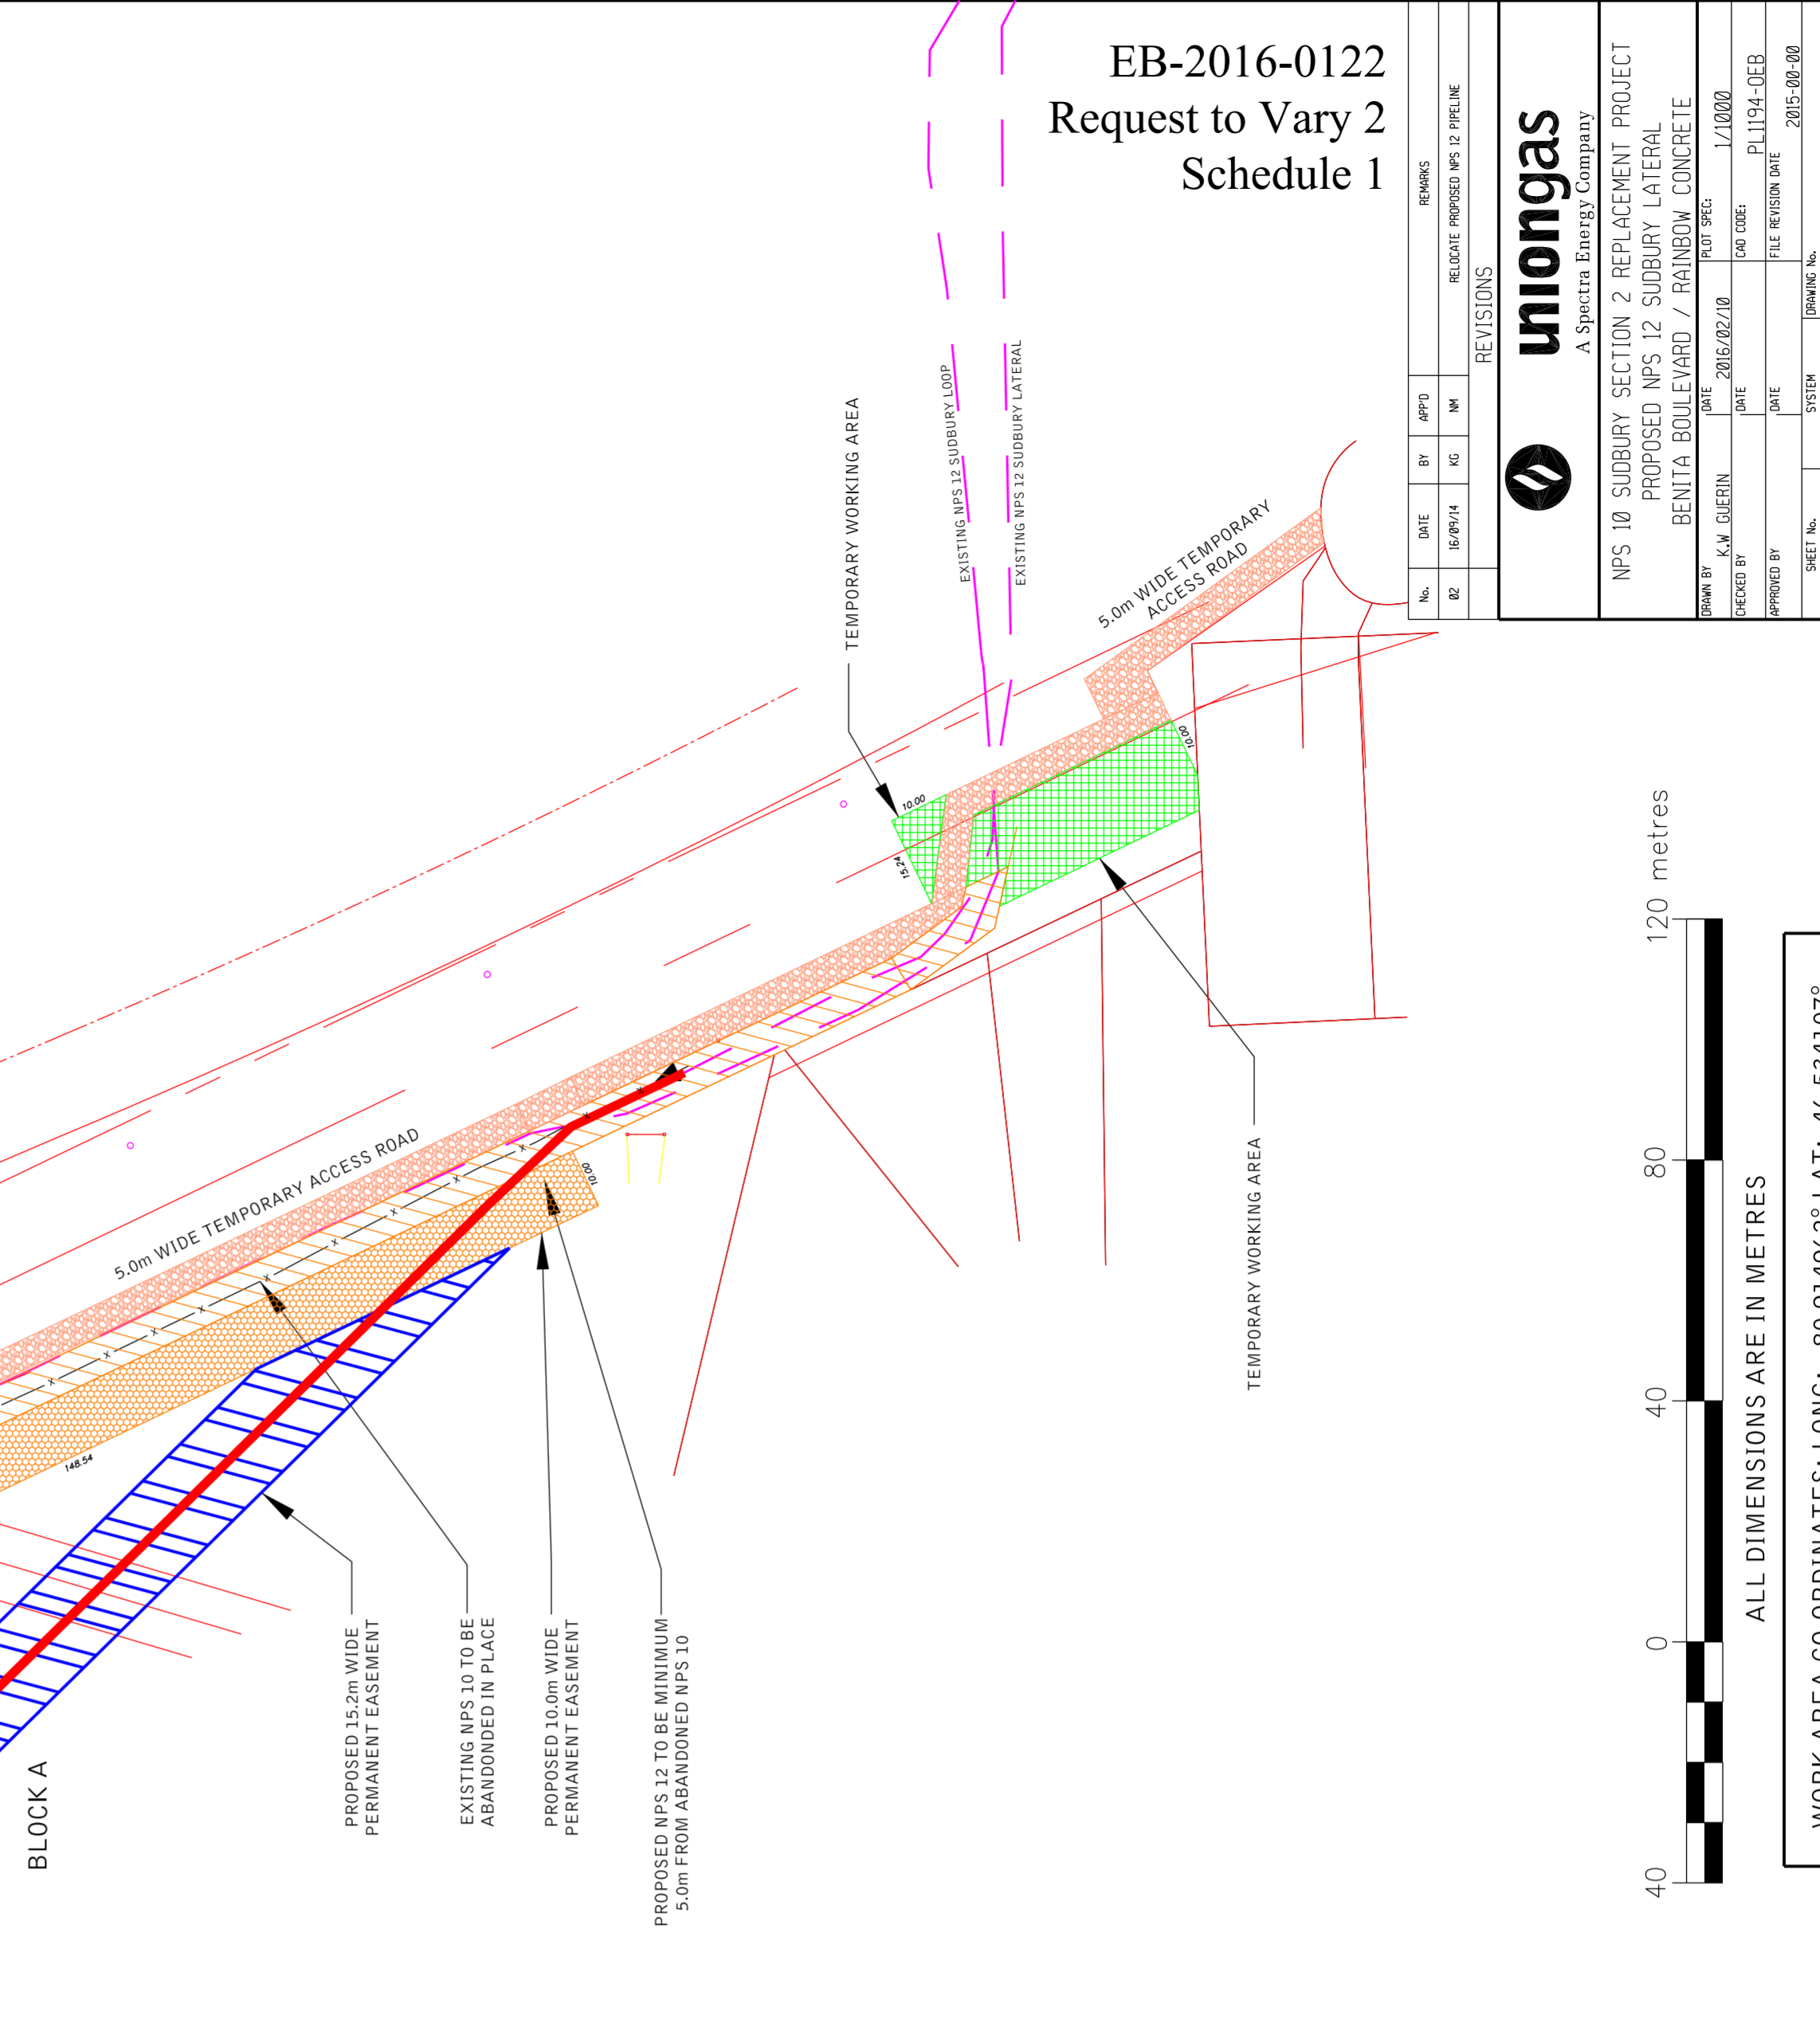 EB-2016-0122
Request to Vary 2
Schedule 1
No.
DATE
BY
APP'D
REMARKS
02
16/09/14
KG
NM
RELOCATE PROPOSED NPS 12 PIPELINE
REVISIONS
uniongas
A Spectra Energy Company
NPS 10 SUDBURY SECTION 2 REPLACEMENT PROJECT
PROPOSED NPS 12 SUDBURY LATERAL
BENITA BOULEVARD / RAINBOW CONCRETE
DRAWN BY
K.W GUERIN
DATE
2016/02/10
PLOT SPEC:
1/1000
CHECKED BY
DATE
CAD CODE:
PL1194-OEB
APPROVED BY
DATE
FILE REVISION DATE
2015-00-00
SHEET No.
SYSTEM
DRAWING No.
TEMPORARY WORKING AREA
EXISTING NPS 12 SUDBURY LOOP
EXISTING NPS 12 SUDBURY LATERAL
5.0m WIDE TEMPORARY
ACCESS ROAD
10.00
15.24
10.00
5.0m WIDE TEMPORARY ACCESS ROAD
10.00
148.54
TEMPORARY WORKING AREA
BLOCK A
PROPOSED 15.2m WIDE
PERMANENT EASEMENT
EXISTING NPS 10 TO BE
ABANDONDED IN PLACE
PROPOSED 10.0m WIDE
PERMANENT EASEMENT
PROPOSED NPS 12 TO BE MINIMUM
5.0m FROM ABANDONED NPS 10
40
0
40
80
120 metres
ALL DIMENSIONS ARE IN METRES